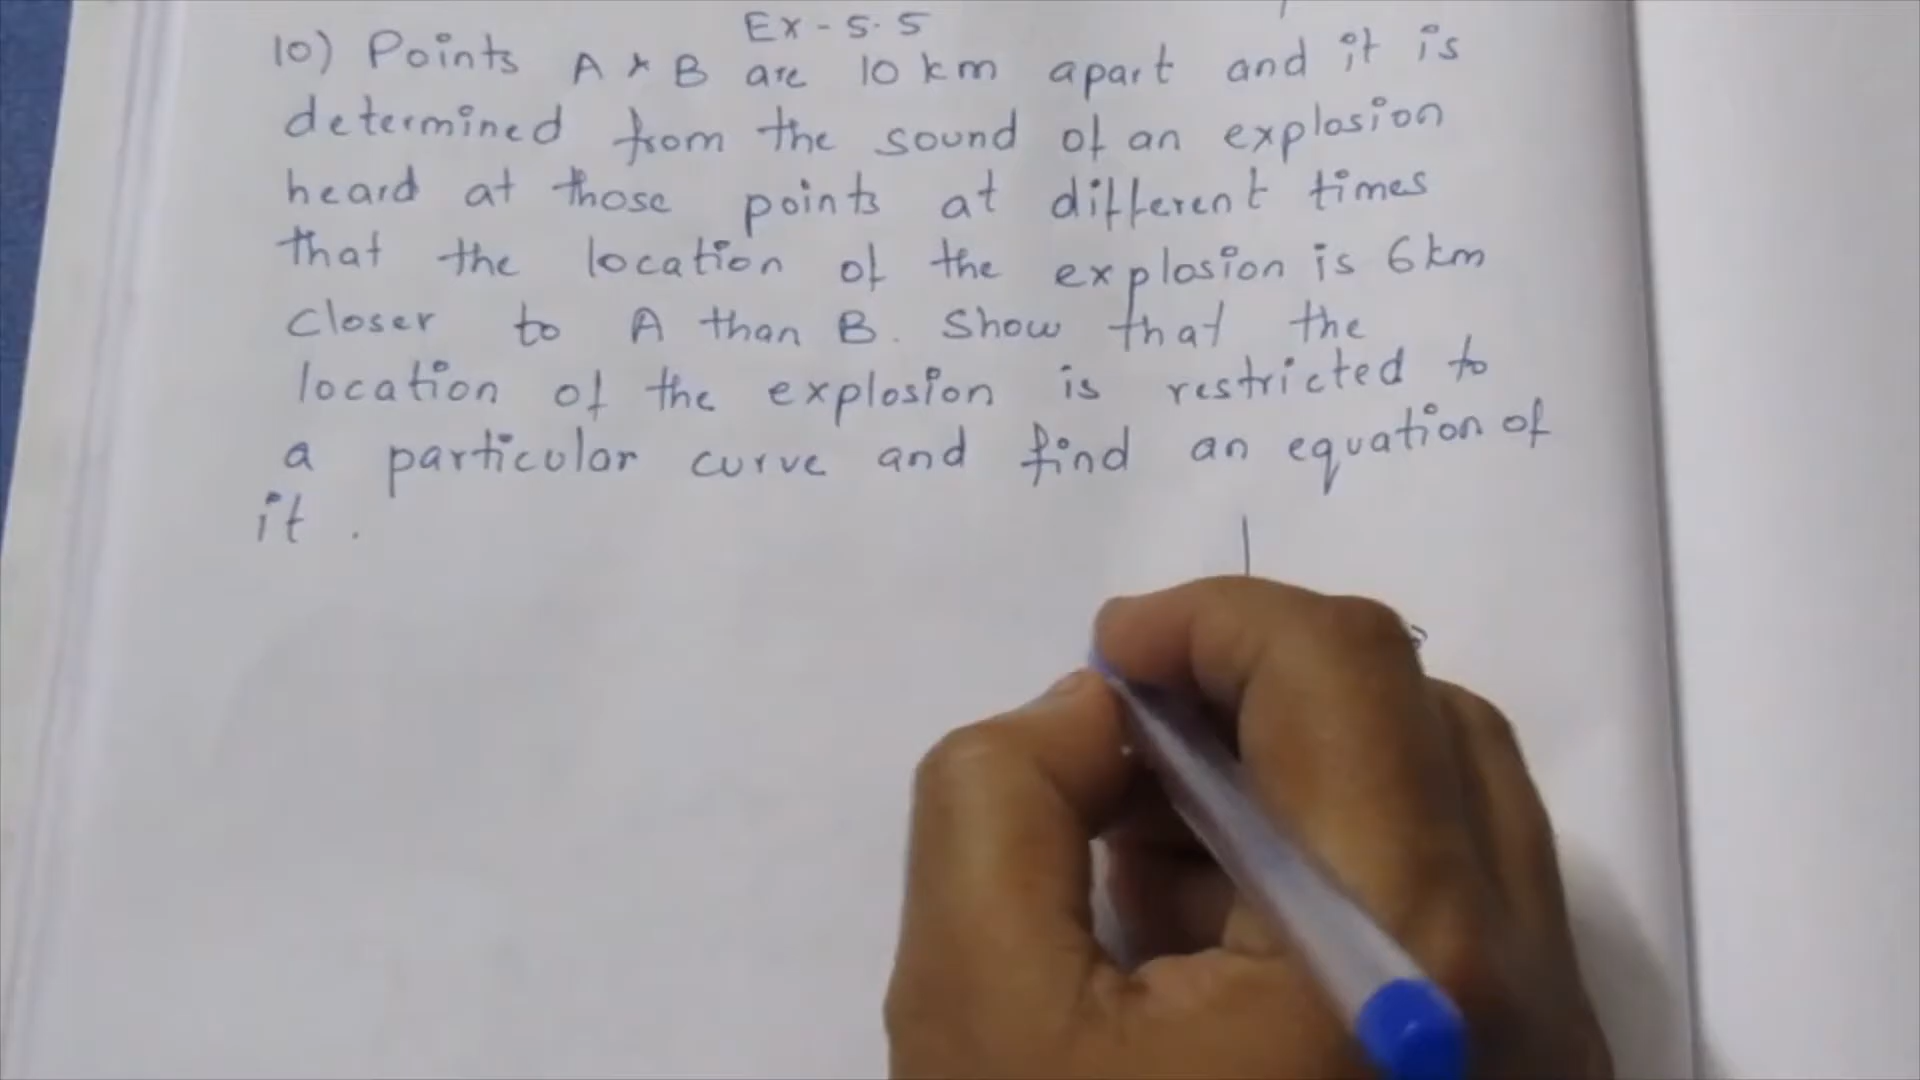 Ex - 5.5
10) Points A & B are 10 km apart and it is
determined from the sound of an explosion
heard at those points at different times
that the location of the explosion is 6 km
closer to A than B. Show that the
location of the explosion is restricted to
a particular curve and find an equation of
it.